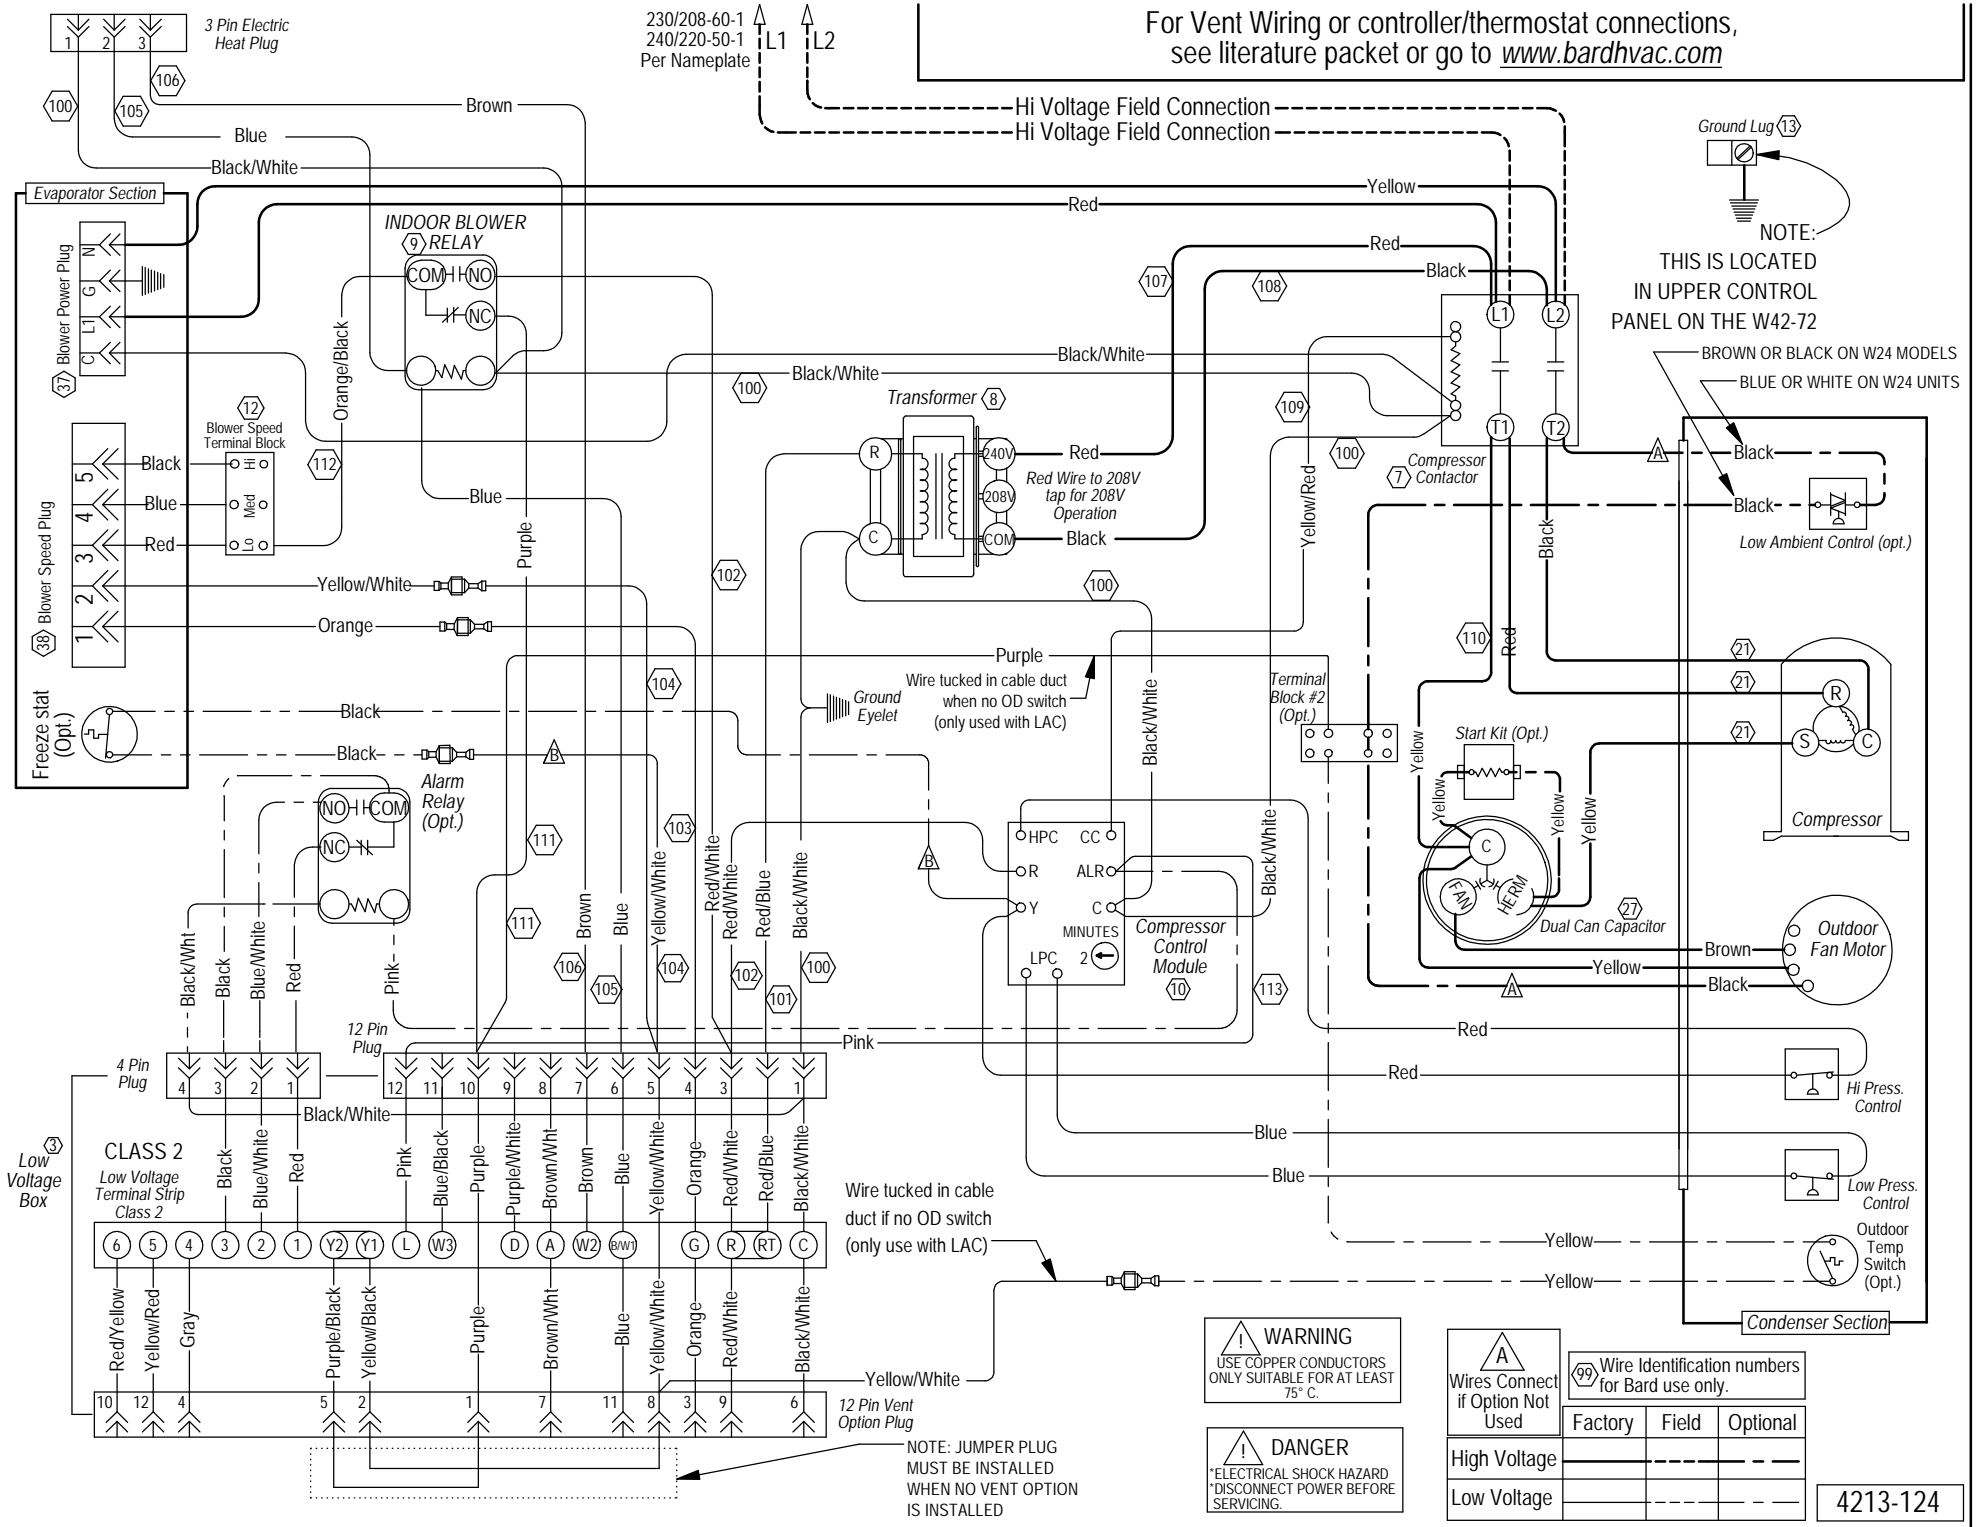 3 Pin Electric
Heat Plug
1 2 3
100
105
106
Brown
Blue
Black/White
230/208-60-1
240/220-50-1
Per Nameplate
L1 L2
For Vent Wiring or controller/thermostat connections,
see literature packet or go to www.bardhvac.com
Hi Voltage Field Connection
Hi Voltage Field Connection
Ground Lug 13
NOTE:
THIS IS LOCATED
IN UPPER CONTROL
PANEL ON THE W42-72
BROWN OR BLACK ON W24 MODELS
BLUE OR WHITE ON W24 UNITS
Evaporator Section
Yellow
Red
Red
Black
107
108
37 Blower Power Plug
N
G
L1
C
INDOOR BLOWER
9 RELAY
COM NO
NC
Orange/Black
Black/White
Black/White
100
109
100
L1 L2
T1 T2
7 Compressor
Contactor
12
Blower Speed
Terminal Block
Hi
Med
Lo
112
38 Blower Speed Plug
5
4
3
2
1
Black
Blue
Red
Yellow/White
Orange
Blue
Purple
102
Transformer 8
R
C
240V
208V
COM
Red
Red Wire to 208V
tap for 208V
Operation
Black
100
Yellow/Red
A
Black
Black
Low Ambient Control (opt.)
Black
110
Red
21
21
21
R
S C
Compressor
Purple
Wire tucked in cable duct
when no OD switch
(only used with LAC)
104
Ground
Eyelet
Black/White
Terminal
Block #2
(Opt.)
Yellow
Start Kit (Opt.)
Yellow
Yellow
Yellow
C
FAN
HERM
27
Dual Can Capacitor
Freeze stat
(Opt.)
Black
Black
B
Alarm
Relay
(Opt.)
NO COM
NC
111
111
103
B
HPC CC
R ALR
Y C
MINUTES
LPC 2
Compressor
Control
Module
10
Black/White
113
Outdoor
Fan Motor
Brown
Yellow
A
Black
Black/Wht
Black
Blue/White
Red
Pink
106
Brown
105
Blue
104
Yellow/White
Red/White
102
Red/White
101
Red/Blue
Black/White
100
Pink
Red
Red
Hi Press.
Control
Blue
Blue
Low Press.
Control
4 Pin
Plug
4 3 2 1
12 Pin
Plug
12 11 10 9 8 7 6 5 4 3 1
Black/White
3
Low
Voltage
Box
CLASS 2
Low Voltage
Terminal Strip
Class 2
Black
Blue/White
Red
Pink
Blue/Black
Purple
Purple/White
Brown/Wht
Brown
Blue
Yellow/White
Orange
Red/White
Red/Blue
Black/White
6 5 4 3 2 1 Y2 Y1 L W3 D A W2 B/W1 G R RT C
Wire tucked in cable
duct if no OD switch
(only use with LAC)
Yellow
Yellow
Outdoor
Temp
Switch
(Opt.)
Condenser Section
Red/Yellow
Yellow/Red
Gray
Purple/Black
Yellow/Black
Purple
Brown/Wht
Blue
Yellow/White
Orange
Red/White
Black/White
Yellow/White
10 12 4 5 2 1 7 11 8 3 9 6
12 Pin Vent
Option Plug
NOTE: JUMPER PLUG
MUST BE INSTALLED
WHEN NO VENT OPTION
IS INSTALLED
! WARNING
USE COPPER CONDUCTORS
ONLY SUITABLE FOR AT LEAST
75° C.
! DANGER
*ELECTRICAL SHOCK HAZARD
*DISCONNECT POWER BEFORE
SERVICING.
A
Wires Connect
if Option Not
Used
99 Wire Identification numbers
for Bard use only.
Factory Field Optional
High Voltage
Low Voltage
4213-124